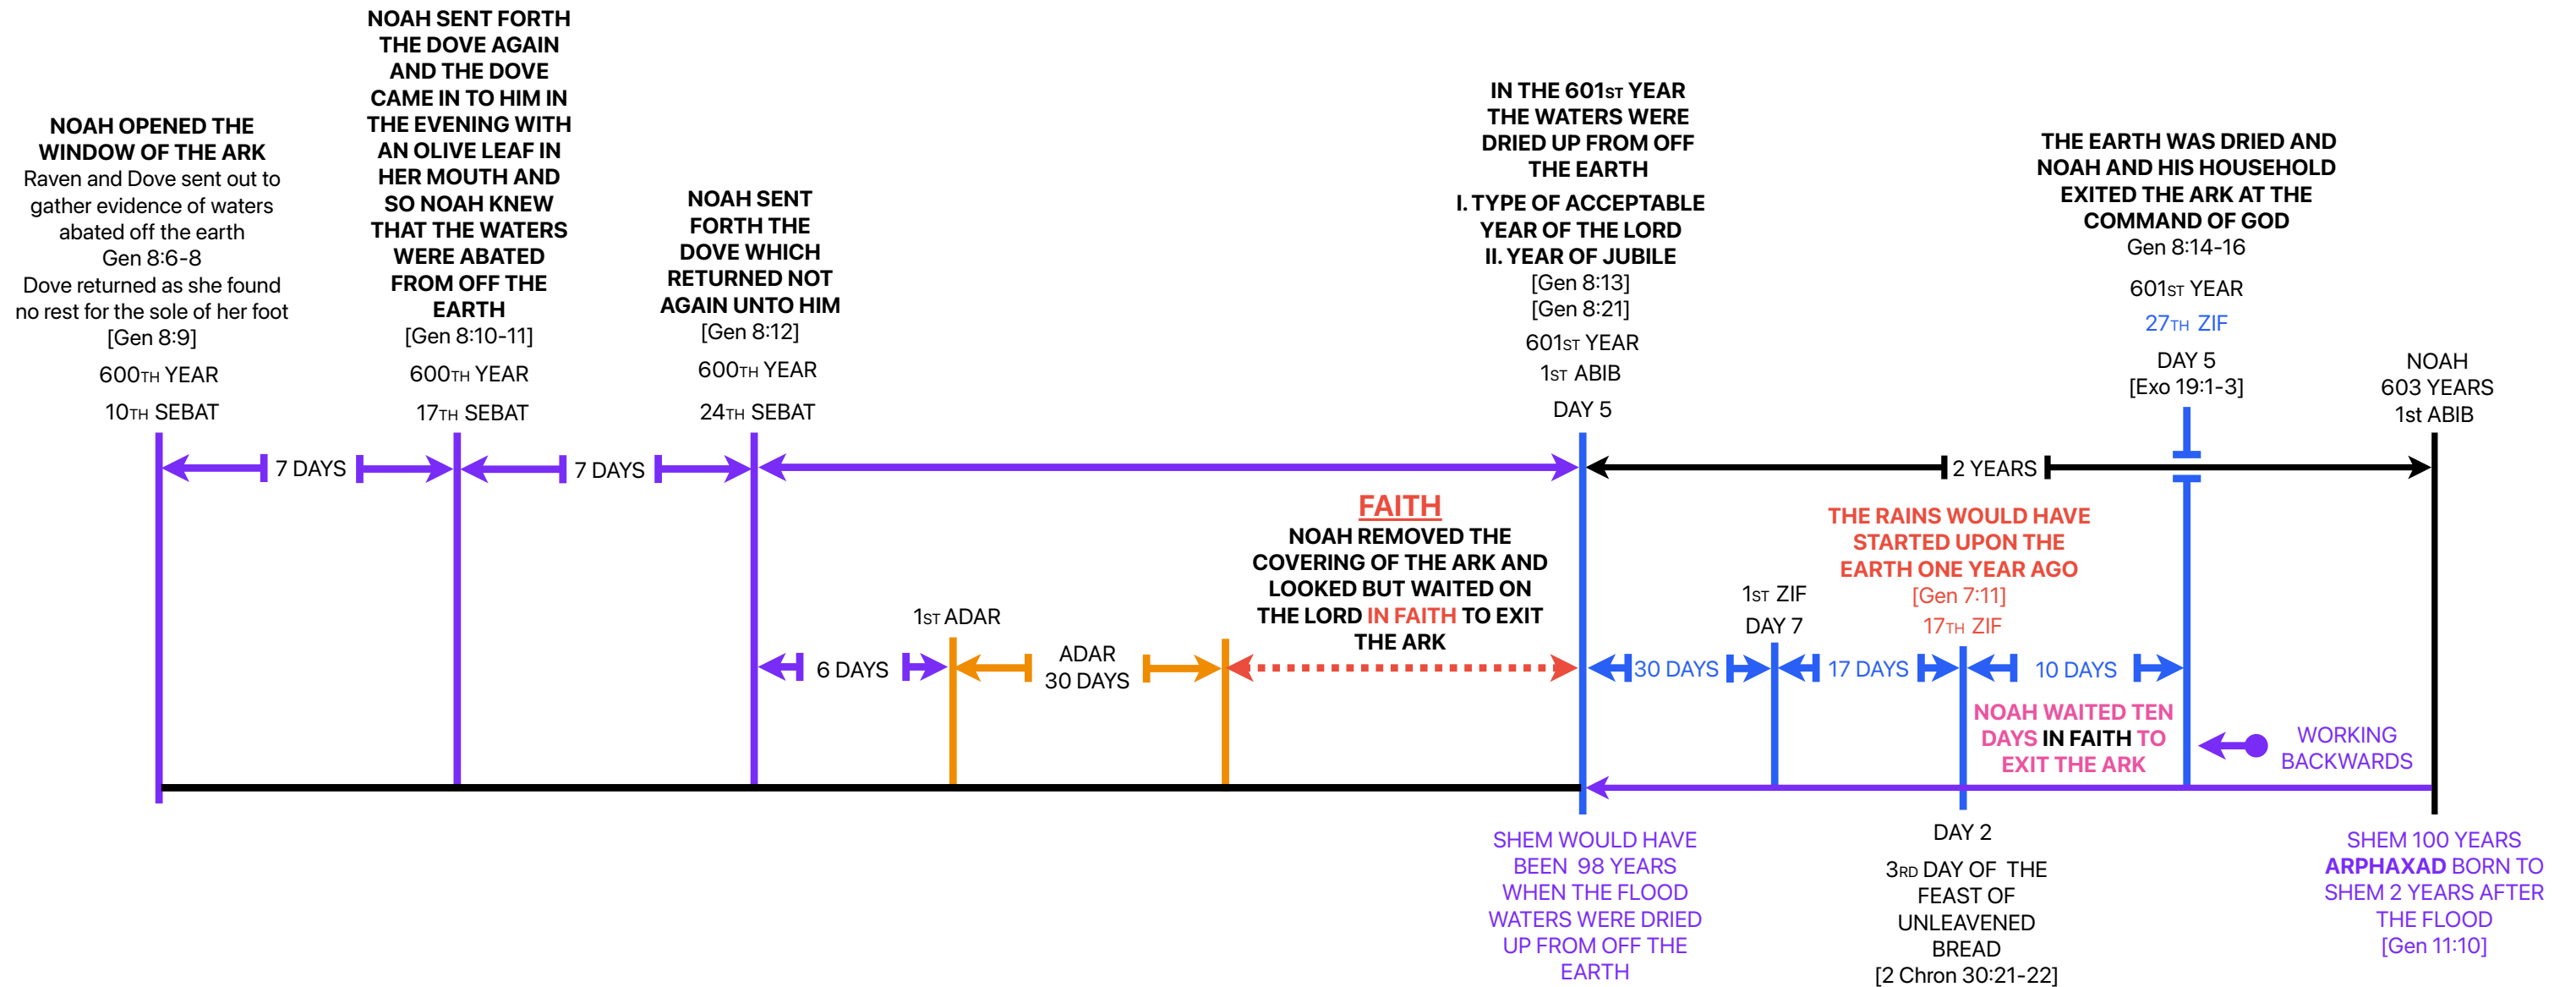 NOAH OPENED THE
WINDOW OF THE ARK
Raven and Dove sent out to
gather evidence of waters
abated off the earth
Gen 8:6-8
Dove returned as she found
no rest for the sole of her foot
[Gen 8:9]
600TH YEAR
10TH SEBAT
NOAH SENT FORTH
THE DOVE AGAIN
AND THE DOVE
CAME IN TO HIM IN
THE EVENING WITH
AN OLIVE LEAF IN
HER MOUTH AND
SO NOAH KNEW
THAT THE WATERS
WERE ABATED
FROM OFF THE
EARTH
[Gen 8:10-11]
600TH YEAR
17TH SEBAT
NOAH SENT
FORTH THE
DOVE WHICH
RETURNED NOT
AGAIN UNTO HIM
[Gen 8:12]
600TH YEAR
24TH SEBAT
IN THE 601ST YEAR
THE WATERS WERE
DRIED UP FROM OFF
THE EARTH
I. TYPE OF ACCEPTABLE
YEAR OF THE LORD
II. YEAR OF JUBILE
[Gen 8:13]
[Gen 8:21]
601ST YEAR
1ST ABIB
DAY 5
THE EARTH WAS DRIED AND
NOAH AND HIS HOUSEHOLD
EXITED THE ARK AT THE
COMMAND OF GOD
Gen 8:14-16
601ST YEAR
27TH ZIF
DAY 5
[Exo 19:1-3]
NOAH
603 YEARS
1st ABIB
7 DAYS
7 DAYS
2 YEARS
FAITH
NOAH REMOVED THE
COVERING OF THE ARK AND
LOOKED BUT WAITED ON
THE LORD IN FAITH TO EXIT
THE ARK
THE RAINS WOULD HAVE
STARTED UPON THE
EARTH ONE YEAR AGO
[Gen 7:11]
17TH ZIF
1ST ZIF
DAY 7
1ST ADAR
6 DAYS
ADAR
30 DAYS
30 DAYS
17 DAYS
10 DAYS
NOAH WAITED TEN
DAYS IN FAITH TO
EXIT THE ARK
WORKING
BACKWARDS
SHEM WOULD HAVE
BEEN 98 YEARS
WHEN THE FLOOD
WATERS WERE DRIED
UP FROM OFF THE
EARTH
DAY 2
3RD DAY OF THE
FEAST OF
UNLEAVENED
BREAD
[2 Chron 30:21-22]
SHEM 100 YEARS
ARPHAXAD BORN TO
SHEM 2 YEARS AFTER
THE FLOOD
[Gen 11:10]